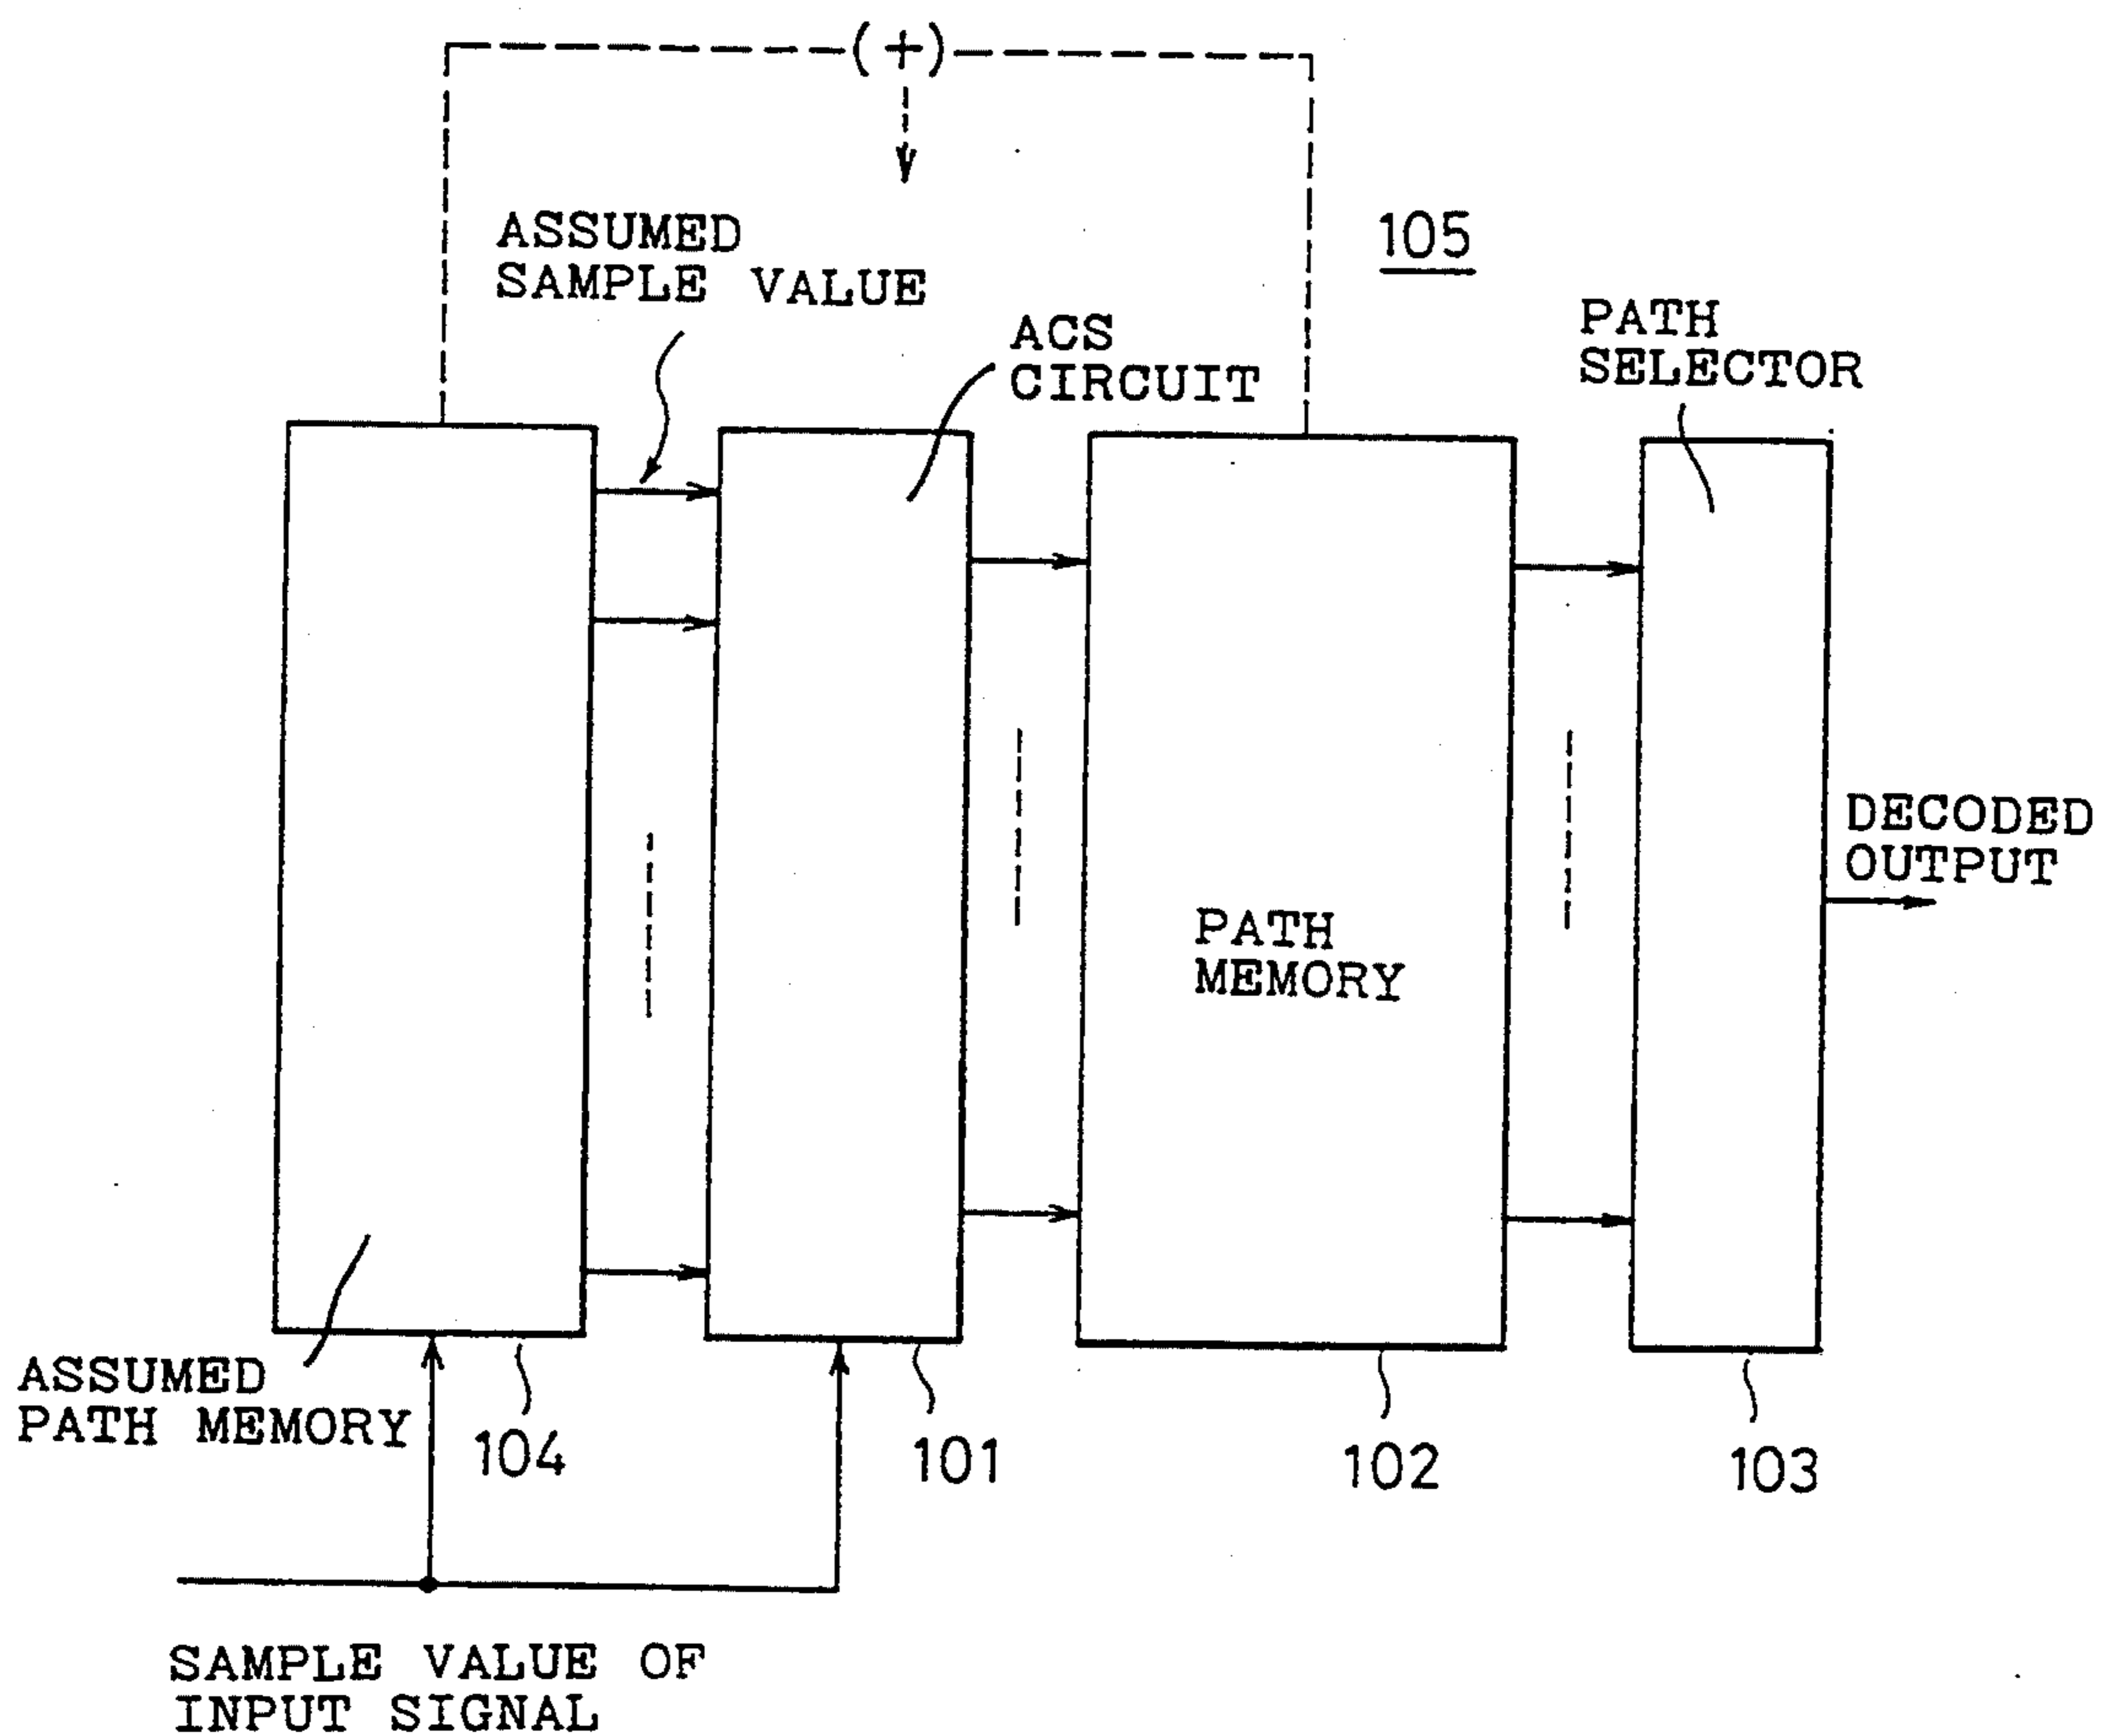 (+)
ASSUMED
SAMPLE VALUE
105
ACS
CIRCUIT
PATH
SELECTOR
DECODED
OUTPUT
PATH
MEMORY
ASSUMED
PATH MEMORY
104
101
102
103
SAMPLE VALUE OF
INPUT SIGNAL